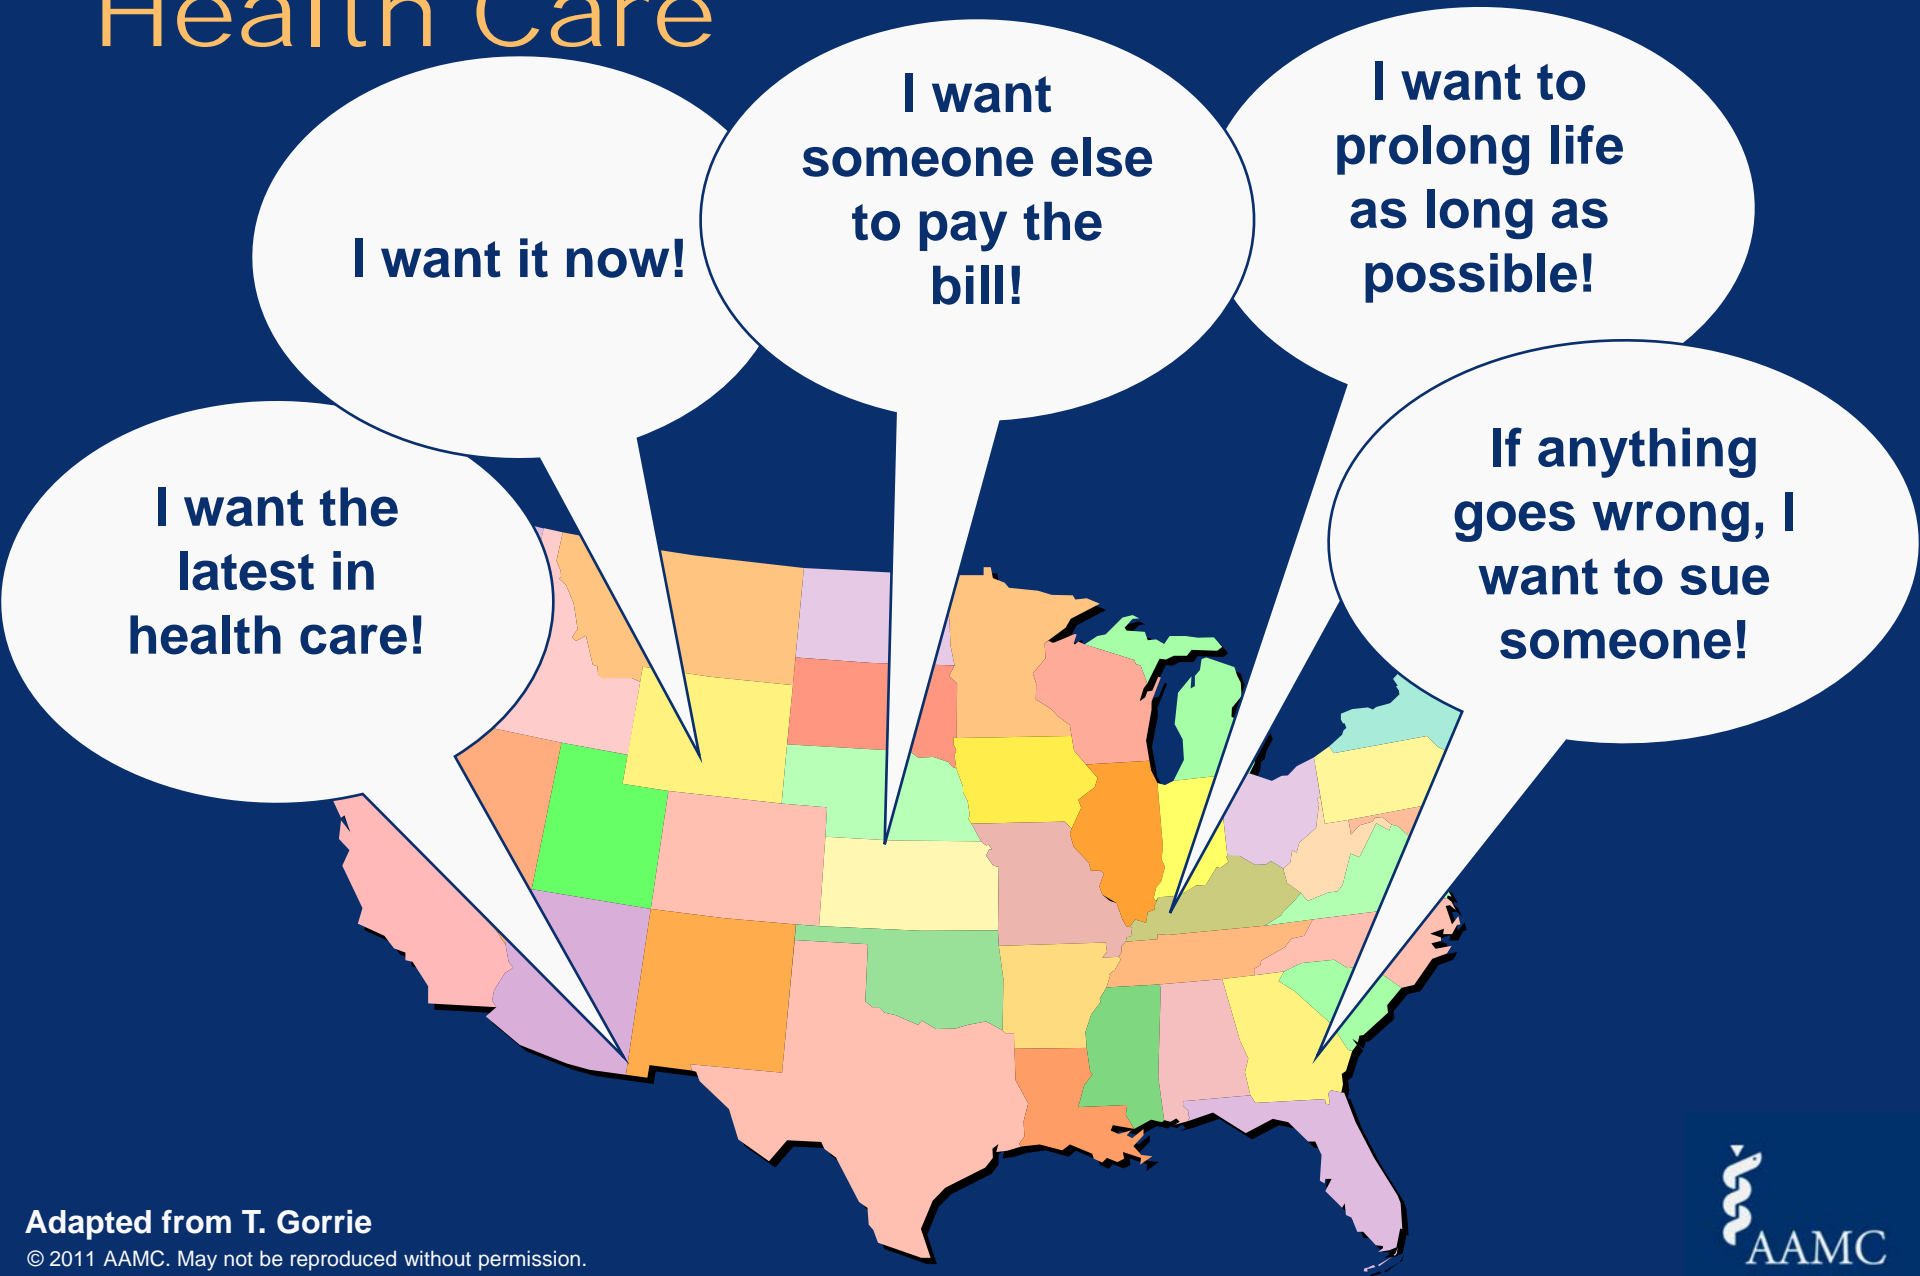 Health Care
I want it now!
I want
someone else
to pay the
bill!
I want to
prolong life
as long as
possible!
I want the
latest in
health care!
If anything
goes wrong, I
want to sue
someone!
Adapted from T. Gorrie
© 2011 AAMC. May not be reproduced without permission.
AAMC